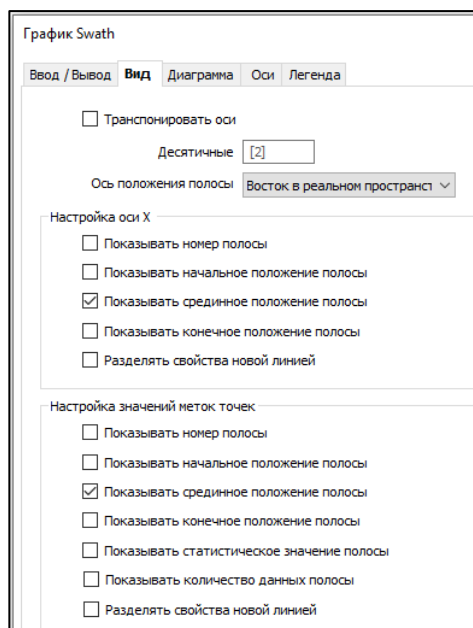 График Swath
Ввод / Вывод Вид Диаграмма Оси Легенда
Транспонировать оси
Десятичные [2]
Ось положения полосы Восток в реальном пространст
Настройка оси X
Показывать номер полосы
Показывать начальное положение полосы
Показывать срединное положение полосы
Показывать конечное положение полосы
Разделять свойства новой линией
Настройка значений меток точек
Показывать номер полосы
Показывать начальное положение полосы
Показывать срединное положение полосы
Показывать конечное положение полосы
Показывать статистическое значение полосы
Показывать количество данных полосы
Разделять свойства новой линией